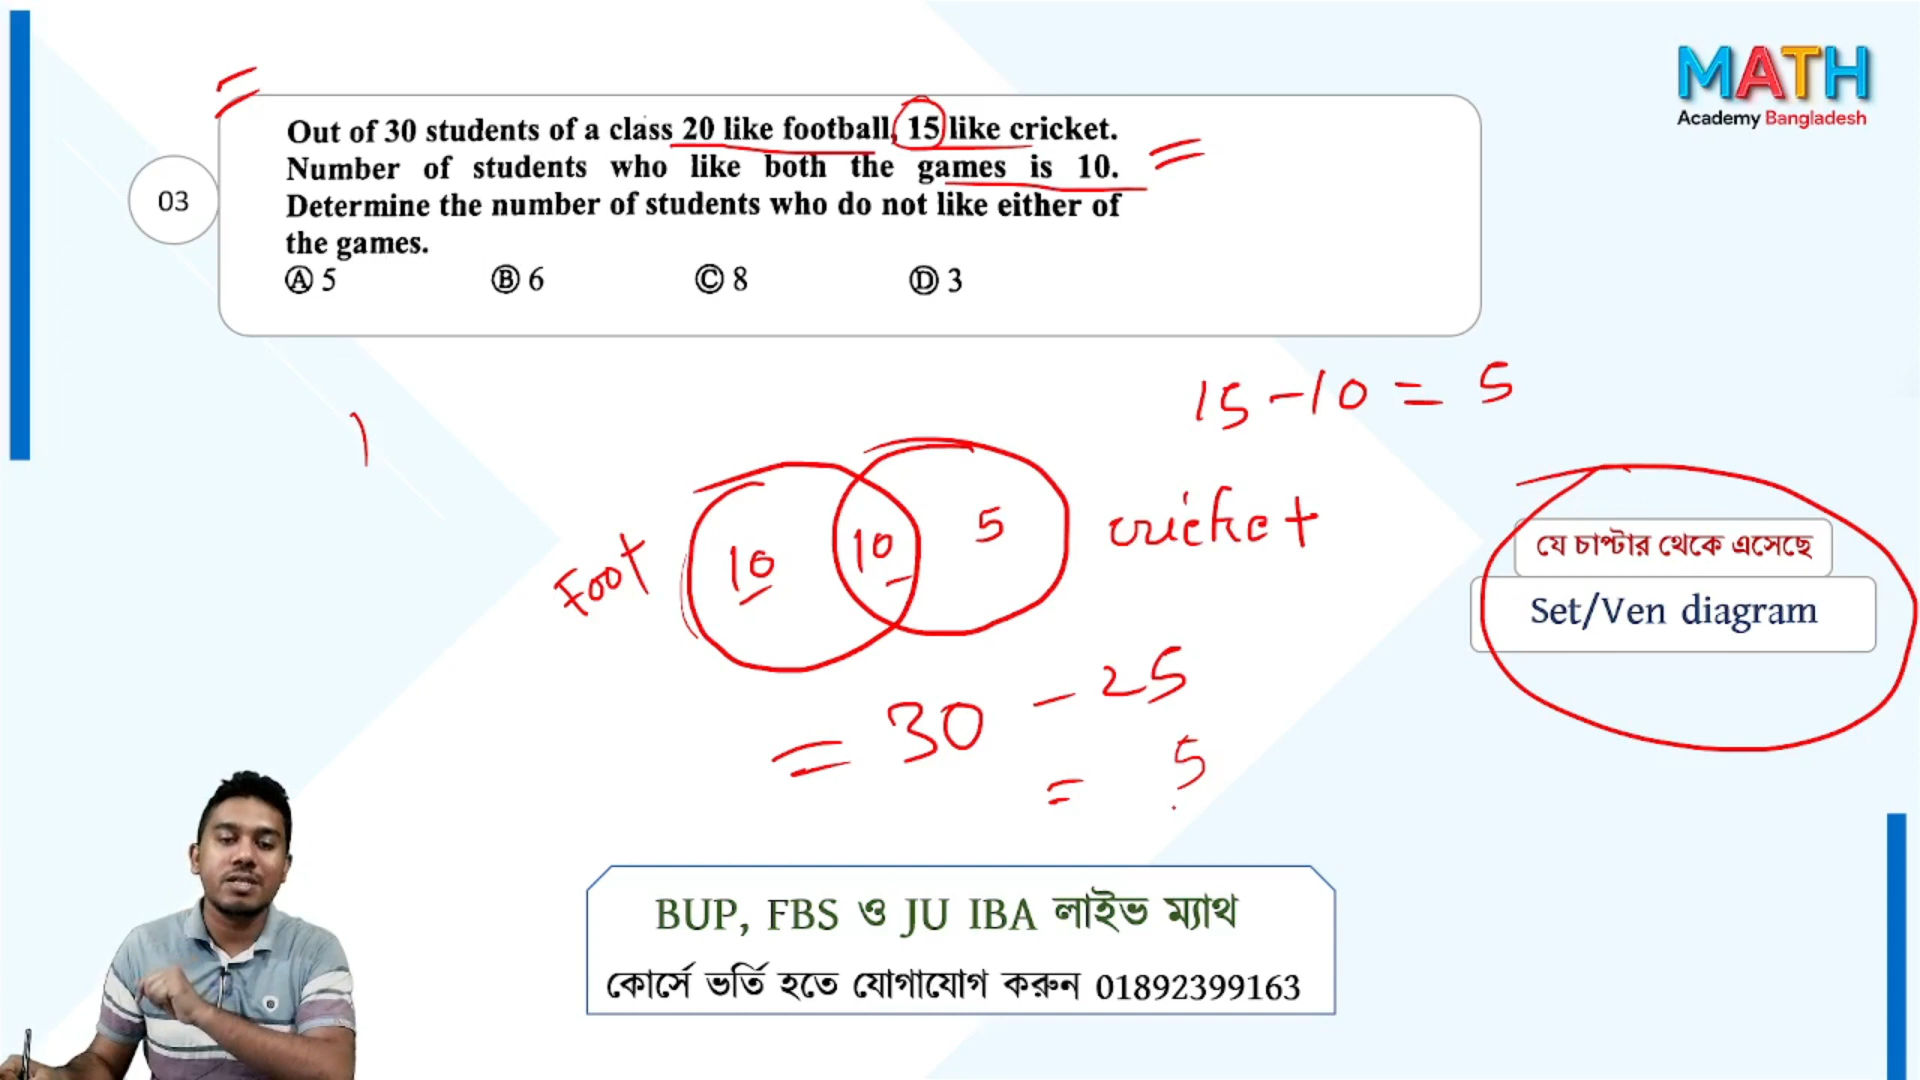 MATH
Academy Bangladesh
03
Out of 30 students of a class 20 like football, 15 like cricket.
Number of students who like both the games is 10.
Determine the number of students who do not like either of
the games.
Ⓐ 5 Ⓑ 6 Ⓒ 8 Ⓓ 3
15 - 10 = 5
Foot 10 10 5 cricket
= 30 - 25
= 5
যে চাপ্টার থেকে এসেছে
Set/Ven diagram
BUP, FBS ও JU IBA লাইভ ম্যাথ
কোর্সে ভর্তি হতে যোগাযোগ করুন 01892399163